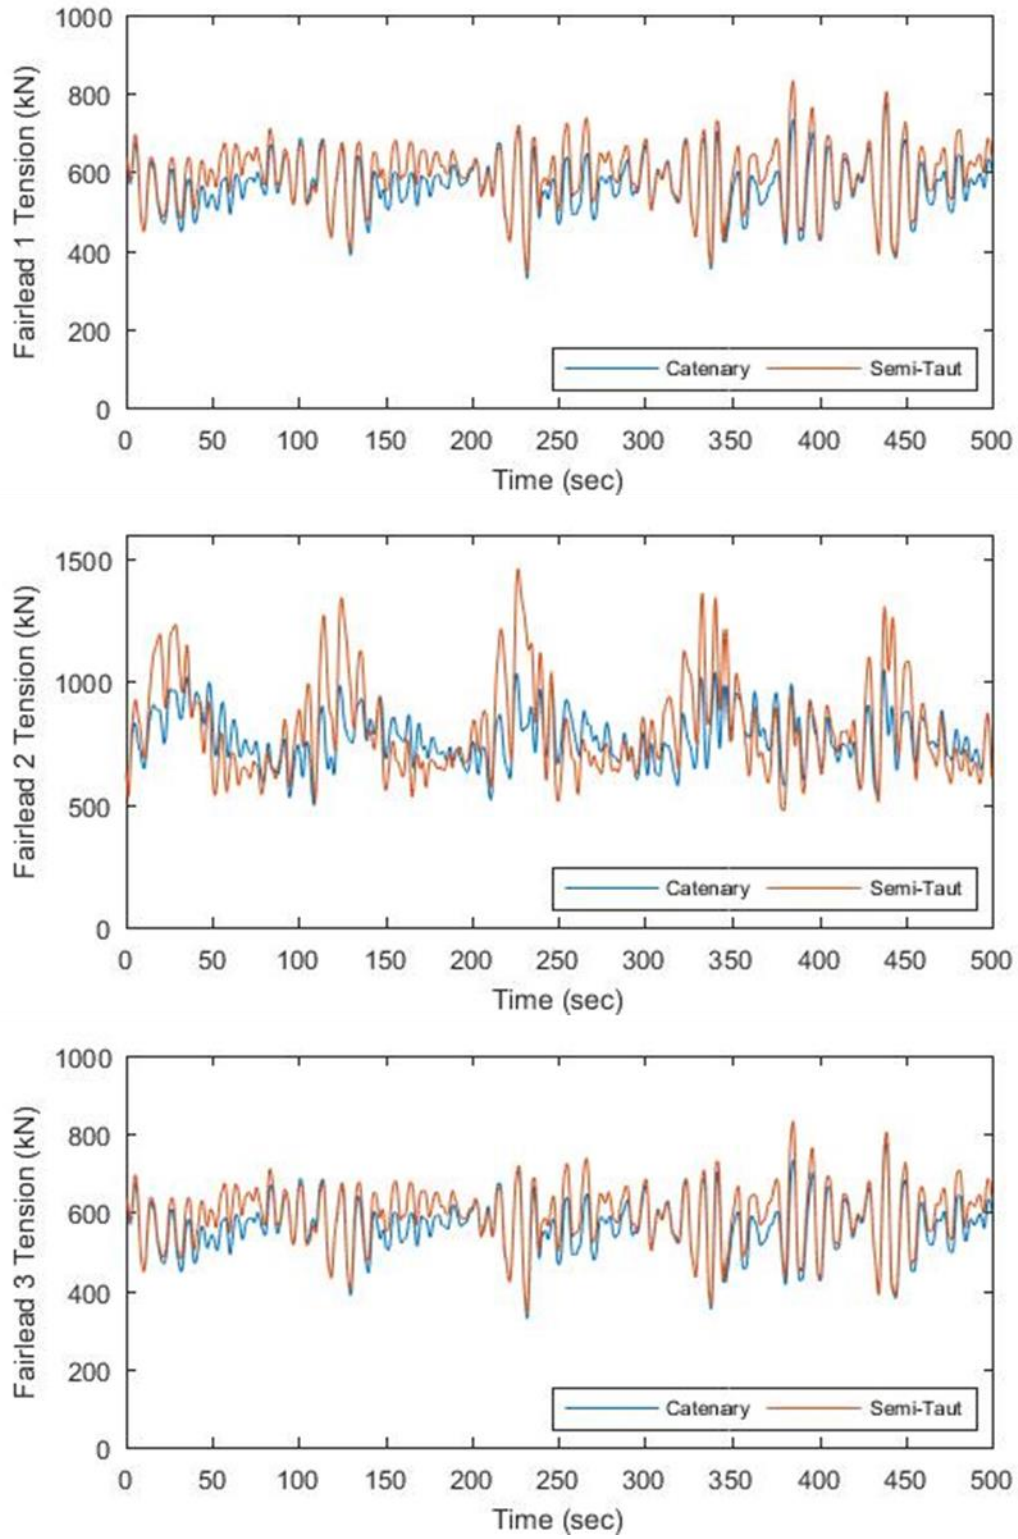 Fairlead 1 Tension (kN)
1000
800
600
400
200
0
Catenary Semi-Taut
0 50 100 150 200 250 300 350 400 450 500
Time (sec)
Fairlead 2 Tension (kN)
1500
1000
500
0
Catenary Semi-Taut
0 50 100 150 200 250 300 350 400 450 500
Time (sec)
Fairlead 3 Tension (kN)
1000
800
600
400
200
0
Catenary Semi-Taut
0 50 100 150 200 250 300 350 400 450 500
Time (sec)